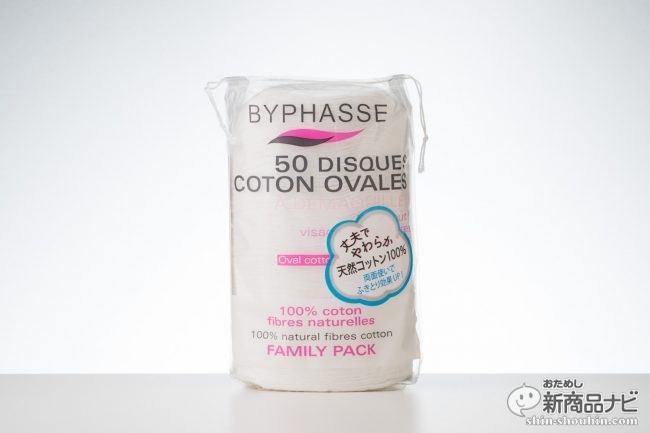 BYPHASSE
50 DISQUES
COTON OVALES
À DÉMAQUILLE
visa
Oval cotto
丈夫で
やわらか
天然コットン100%
両面使いで
ふきとり効果UP!
100% coton
fibres naturelles
100% natural fibres cotton
FAMILY PACK
おためし
新商品ナビ
shin-shouhin.com